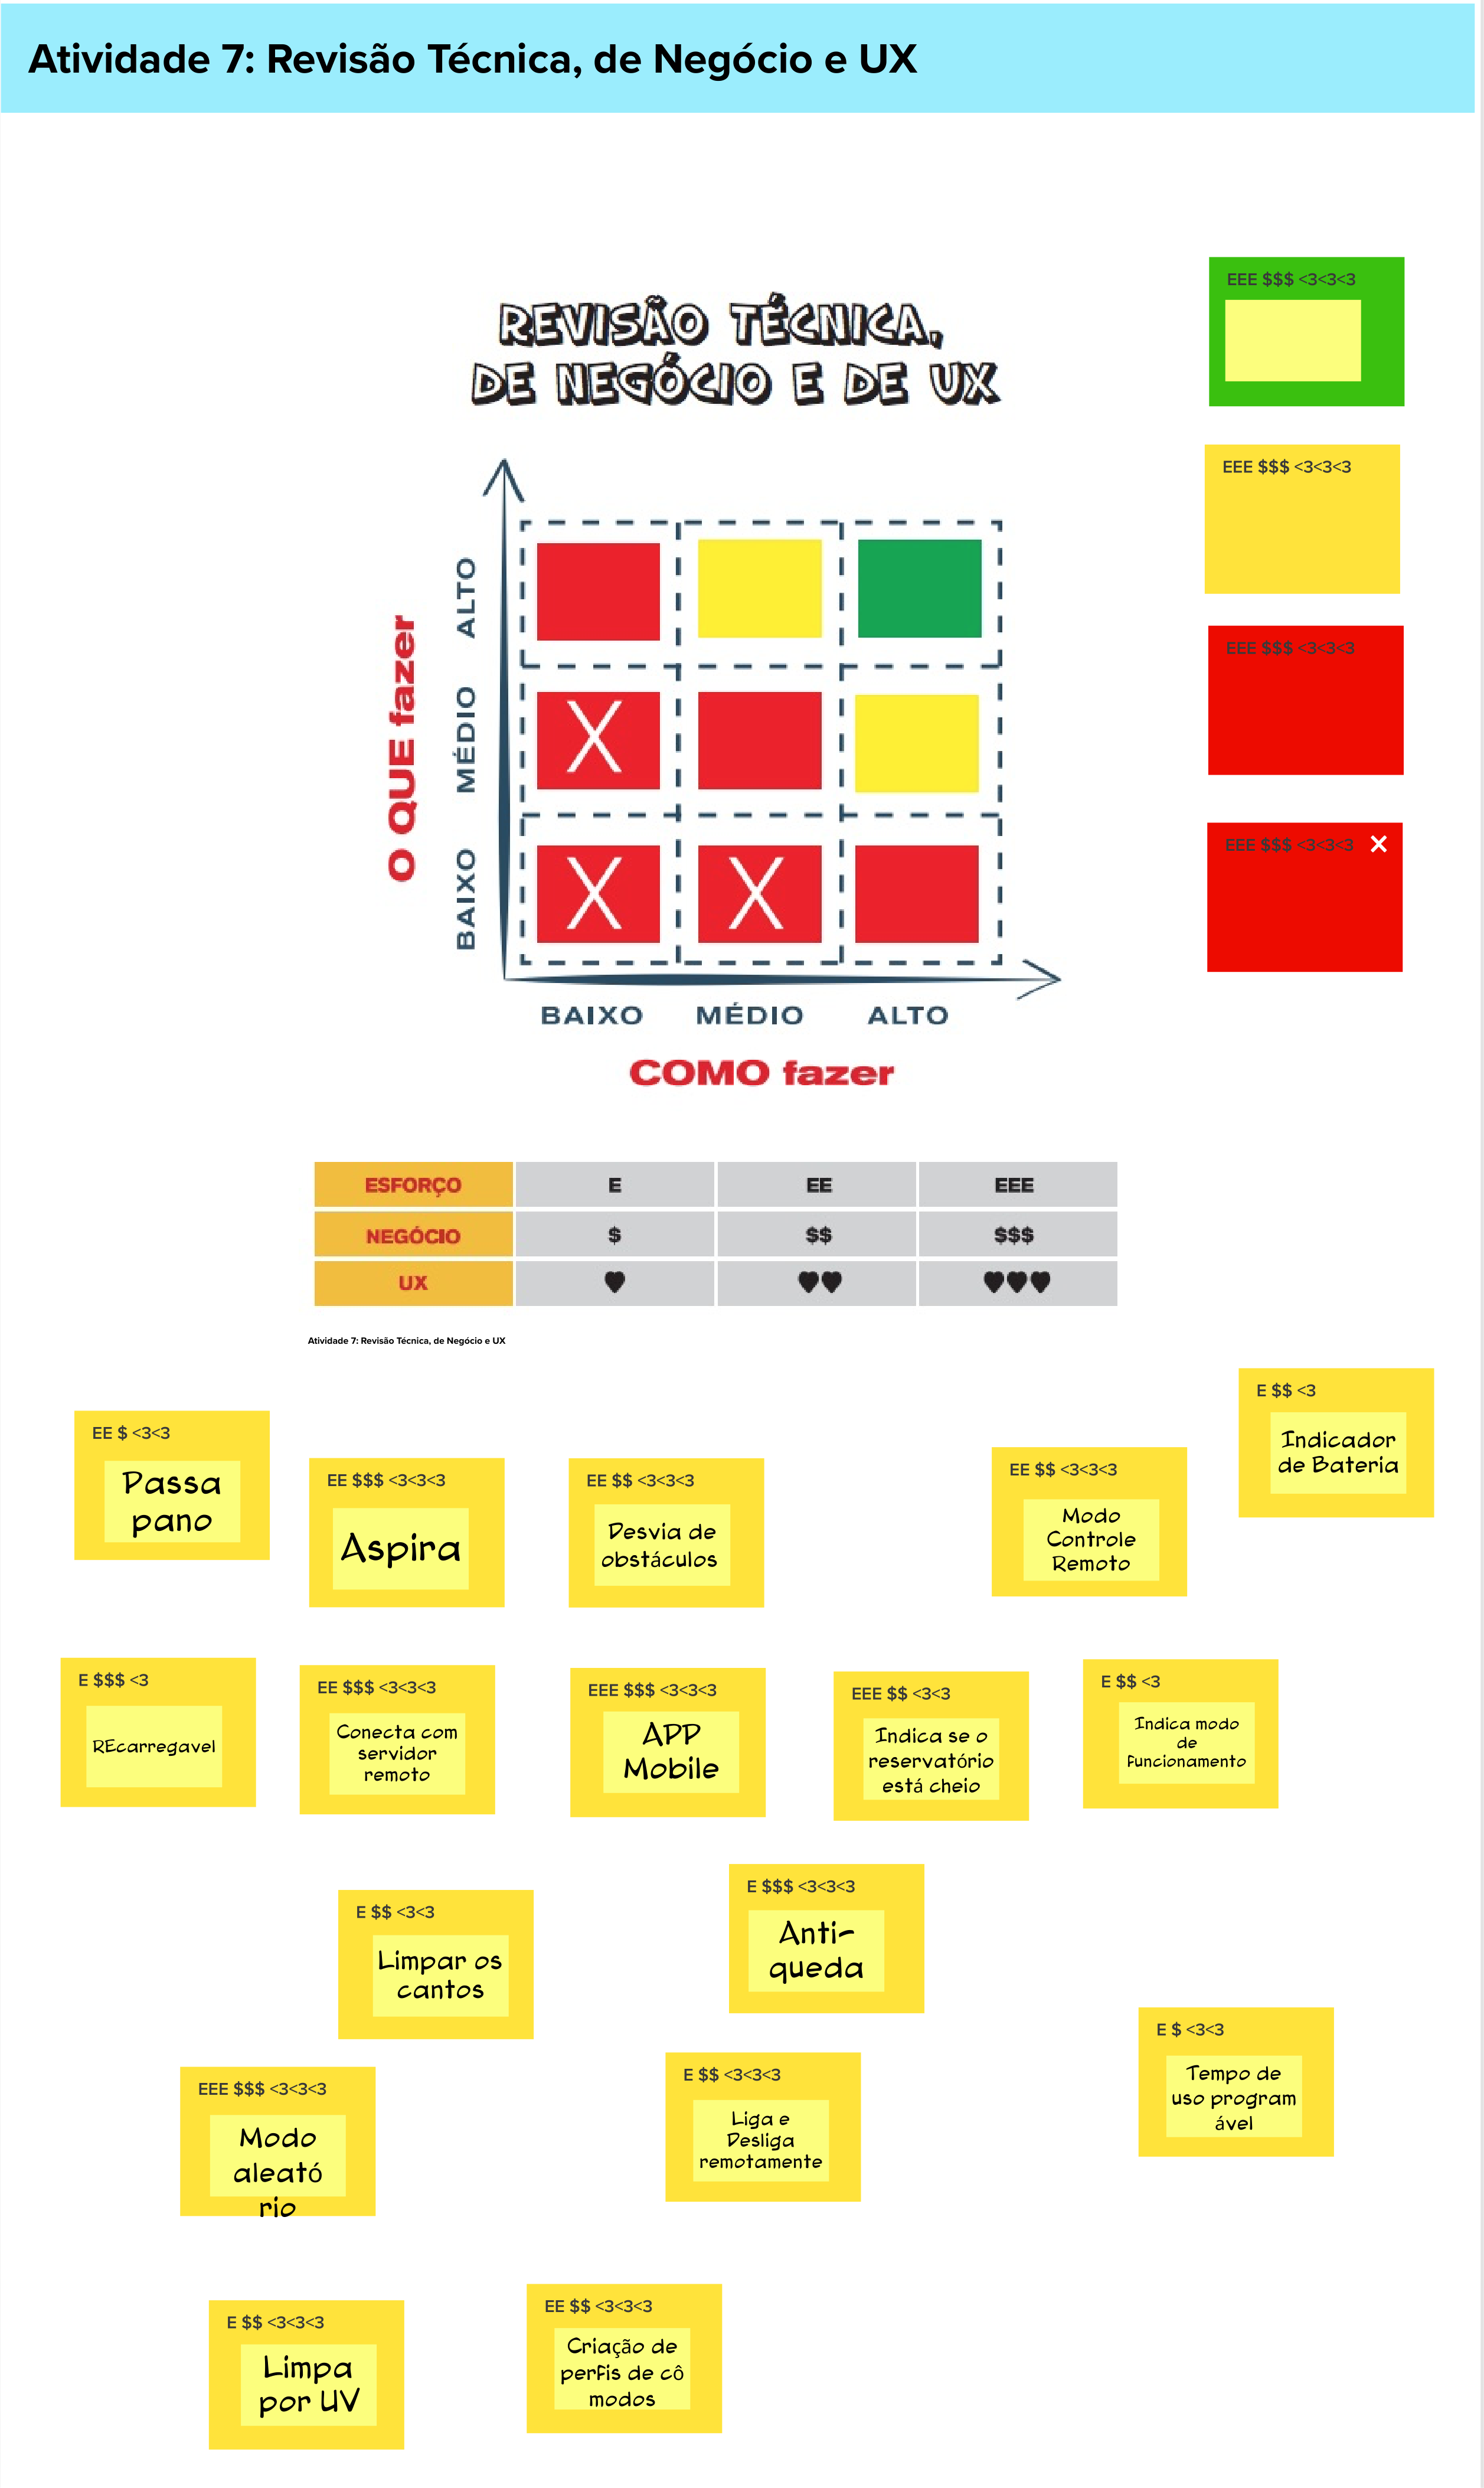 Atividade 7: Revisão Técnica, de Negócio e UX
REVISÃO TÉCNICA,
DE NEGÓCIO E DE UX
EEE $$$ <3<3<3
EEE $$$ <3<3<3
EEE $$$ <3<3<3
EEE $$$ <3<3<3 ×
O QUE fazer
ALTO
MÉDIO
BAIXO
X
X
X
BAIXO MÉDIO ALTO
COMO fazer
ESFORÇO E EE EEE
NEGÓCIO $ $$ $$$
UX ♥ ♥♥ ♥♥♥
Atividade 7: Revisão Técnica, de Negócio e UX
EE $ <3<3
Passa
pano
EE $$$ <3<3<3
Aspira
EE $$ <3<3<3
Desvia de
obstáculos
EE $$ <3<3<3
Modo
Controle
Remoto
E $$ <3
Indicador
de Bateria
E $$$ <3
REcarregavel
EE $$$ <3<3<3
Conecta com
servidor
remoto
EEE $$$ <3<3<3
APP
Mobile
EEE $$ <3<3
Indica se o
reservatório
está cheio
E $$ <3
Indica modo
de
Funcionamento
E $$ <3<3
Limpar os
cantos
E $$$ <3<3<3
Anti-
queda
E $ <3<3
Tempo de
uso program
ável
EEE $$$ <3<3<3
Modo
aleató
rio
E $$ <3<3<3
Liga e
Desliga
remotamente
E $$ <3<3<3
Limpa
por UV
EE $$ <3<3<3
Criação de
perfis de cô
modos